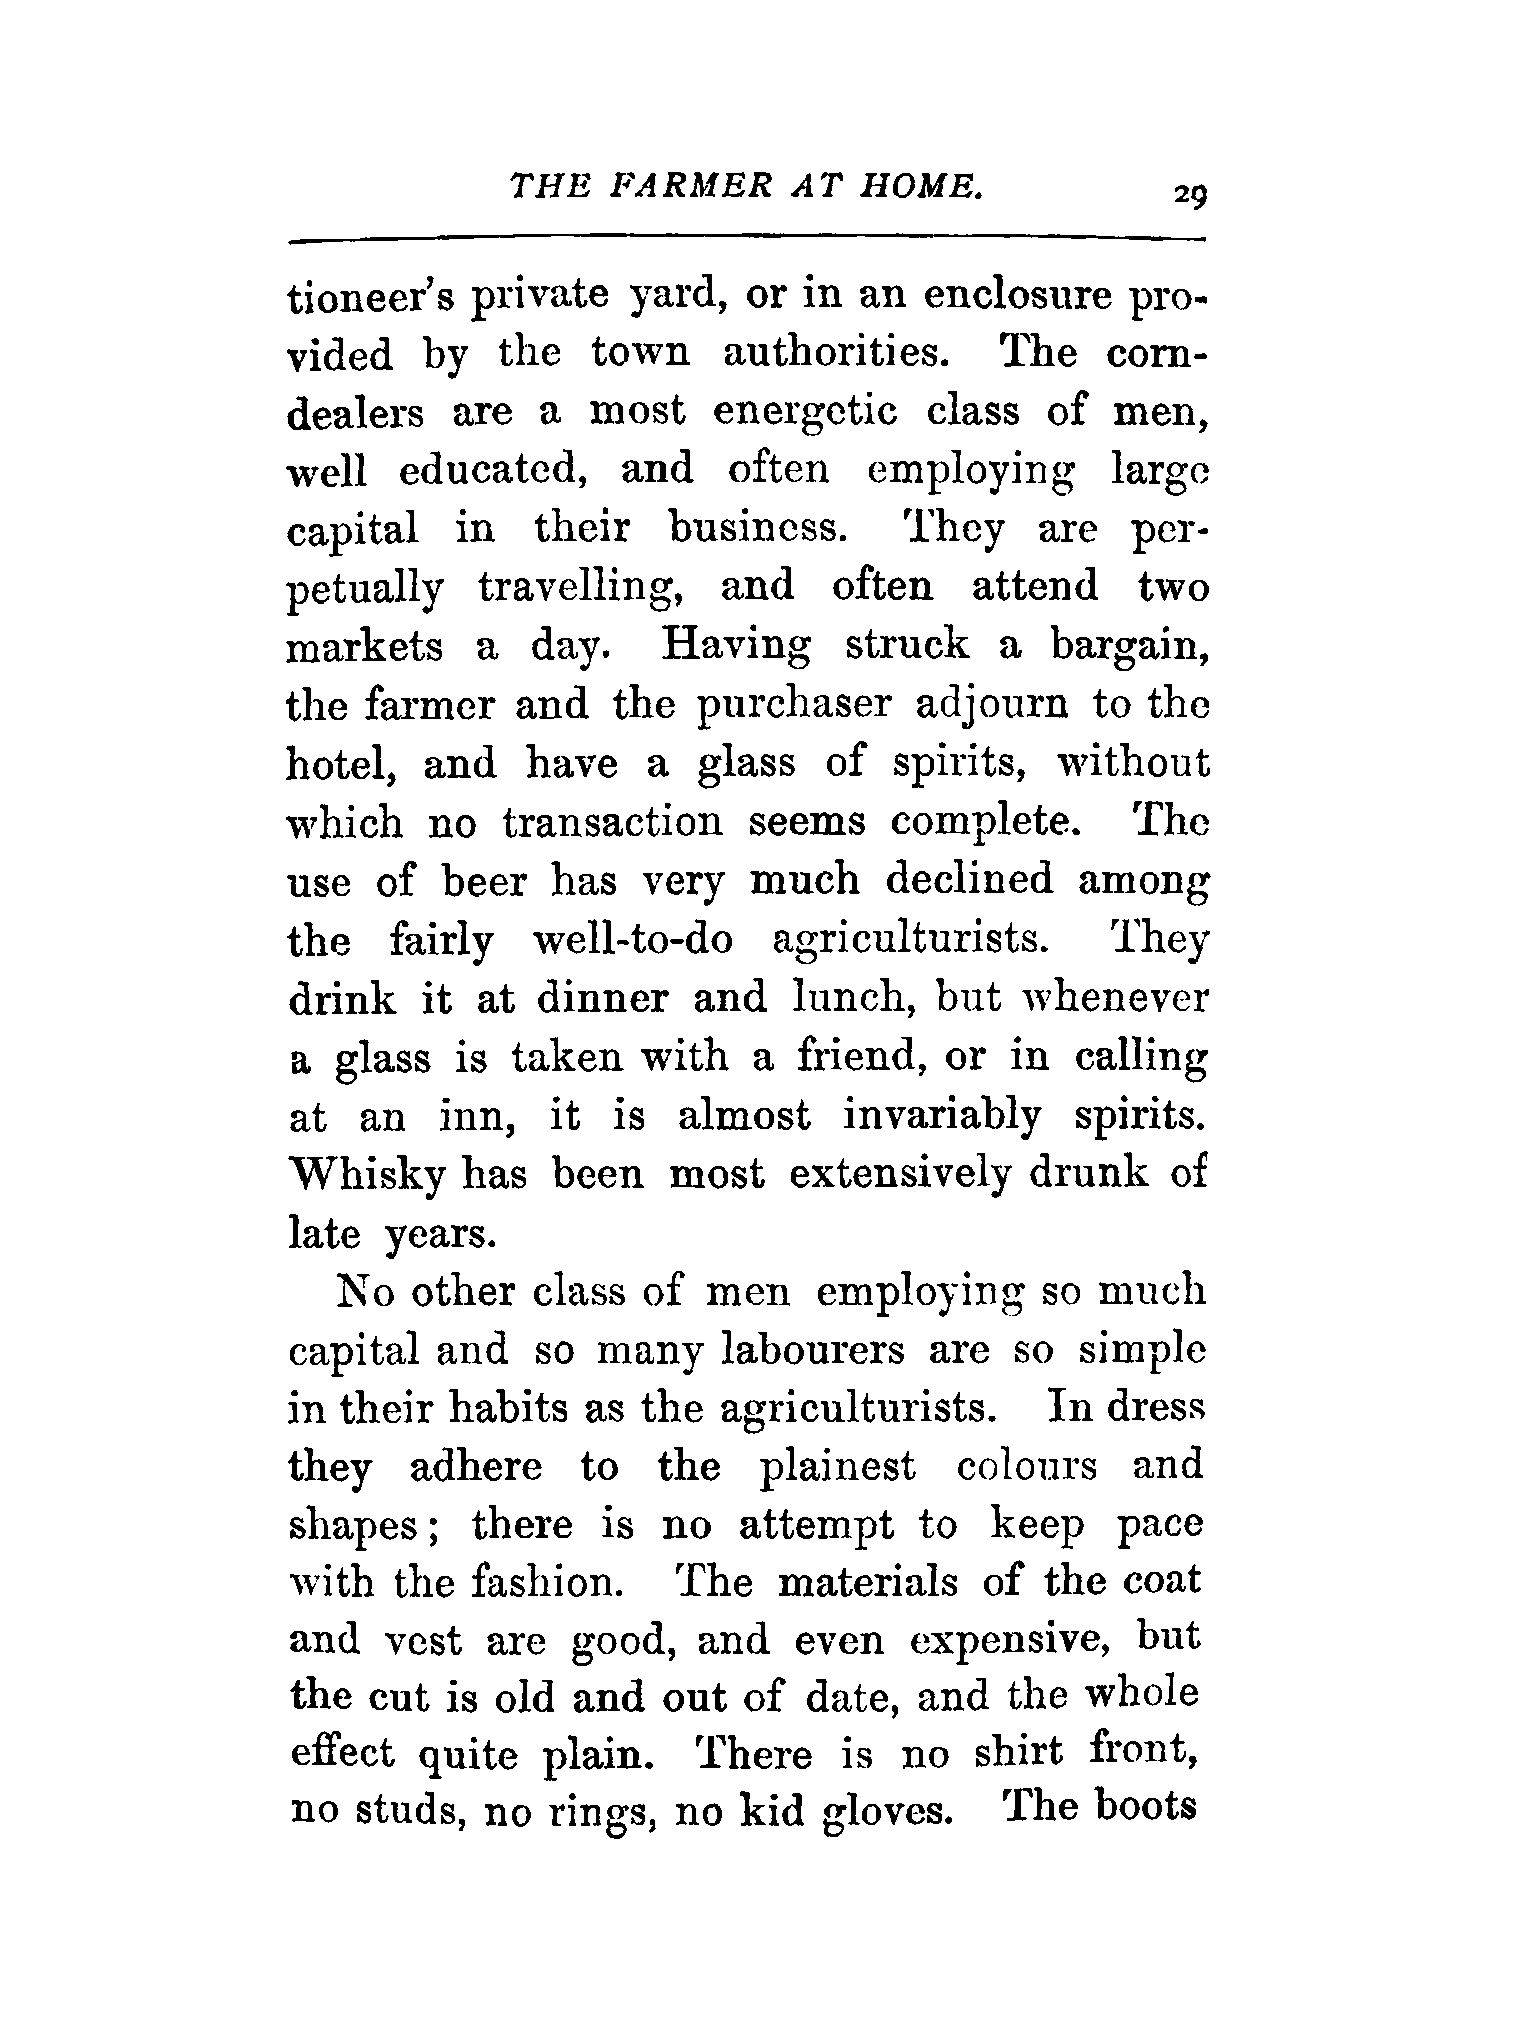 THE FARMER AT HOME. 29
tioneer's private yard, or in an enclosure pro-
vided by the town authorities. The corn-
dealers are a most energetic class of men,
well educated, and often employing large
capital in their business. They are per-
petually travelling, and often attend two
markets a day. Having struck a bargain,
the farmer and the purchaser adjourn to the
hotel, and have a glass of spirits, without
which no transaction seems complete. The
use of beer has very much declined among
the fairly well-to-do agriculturists. They
drink it at dinner and lunch, but whenever
a glass is taken with a friend, or in calling
at an inn, it is almost invariably spirits.
Whisky has been most extensively drunk of
late years.
No other class of men employing so much
capital and so many labourers are so simple
in their habits as the agriculturists. In dress
they adhere to the plainest colours and
shapes; there is no attempt to keep pace
with the fashion. The materials of the coat
and vest are good, and even expensive, but
the cut is old and out of date, and the whole
effect quite plain. There is no shirt front,
no studs, no rings, no kid gloves. The boots